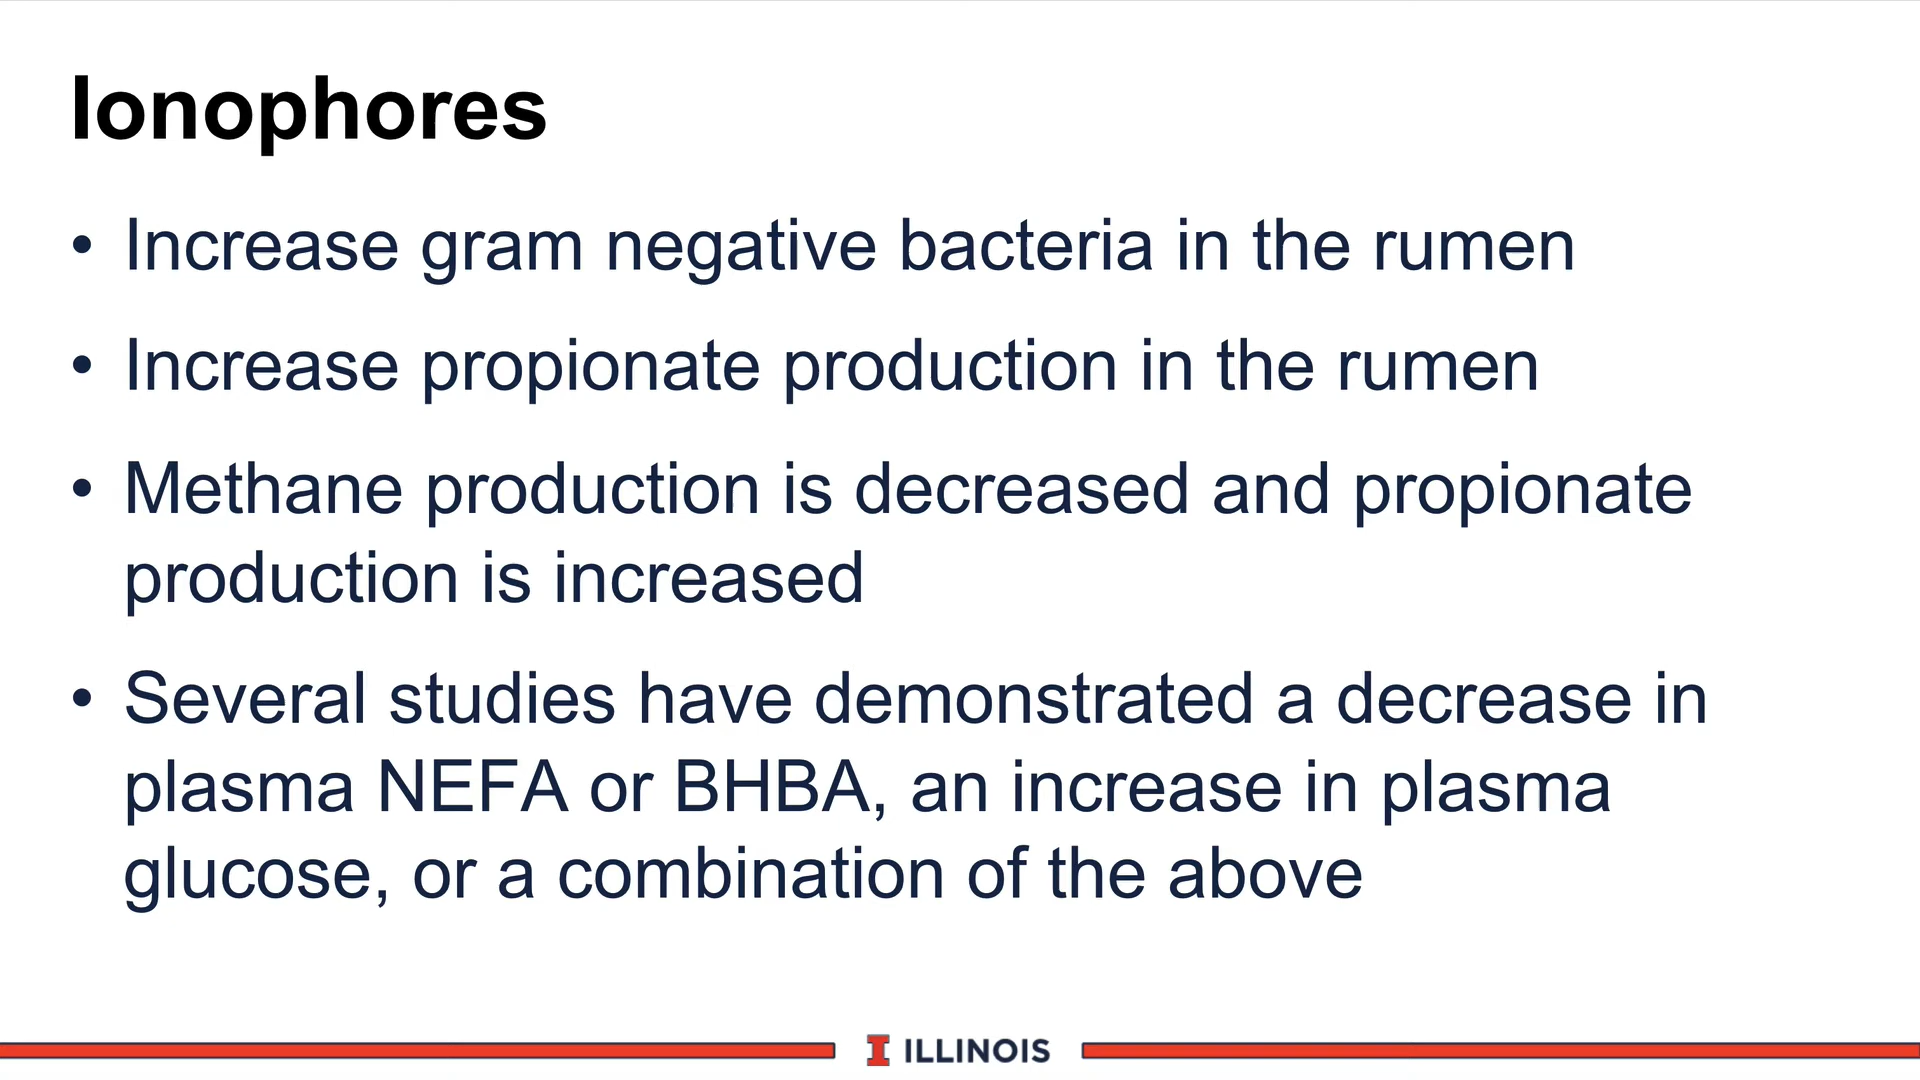 Ionophores
• Increase gram negative bacteria in the rumen
• Increase propionate production in the rumen
• Methane production is decreased and propionate
production is increased
• Several studies have demonstrated a decrease in
plasma NEFA or BHBA, an increase in plasma
glucose, or a combination of the above
I ILLINOIS